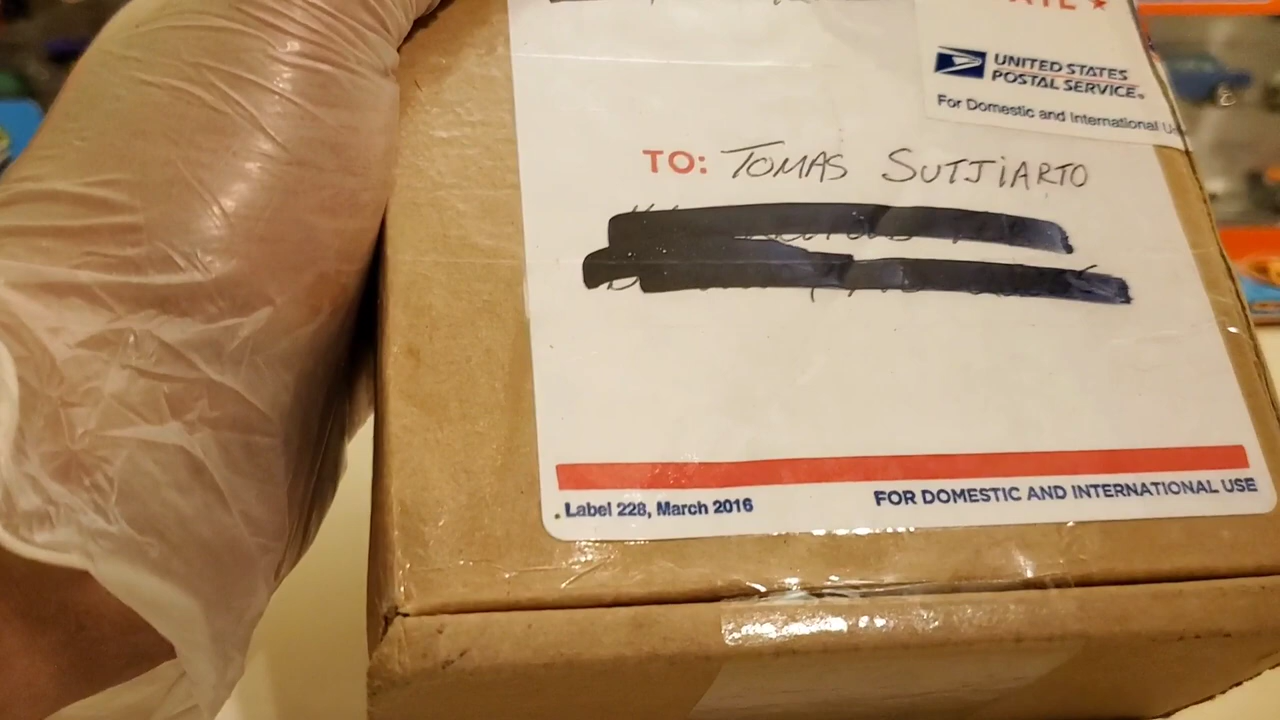 UNITED STATES
POSTAL SERVICE®
For Domestic and International
TO: TOMAS SUTJIARTO
Label 228, March 2016
FOR DOMESTIC AND INTERNATIONAL USE